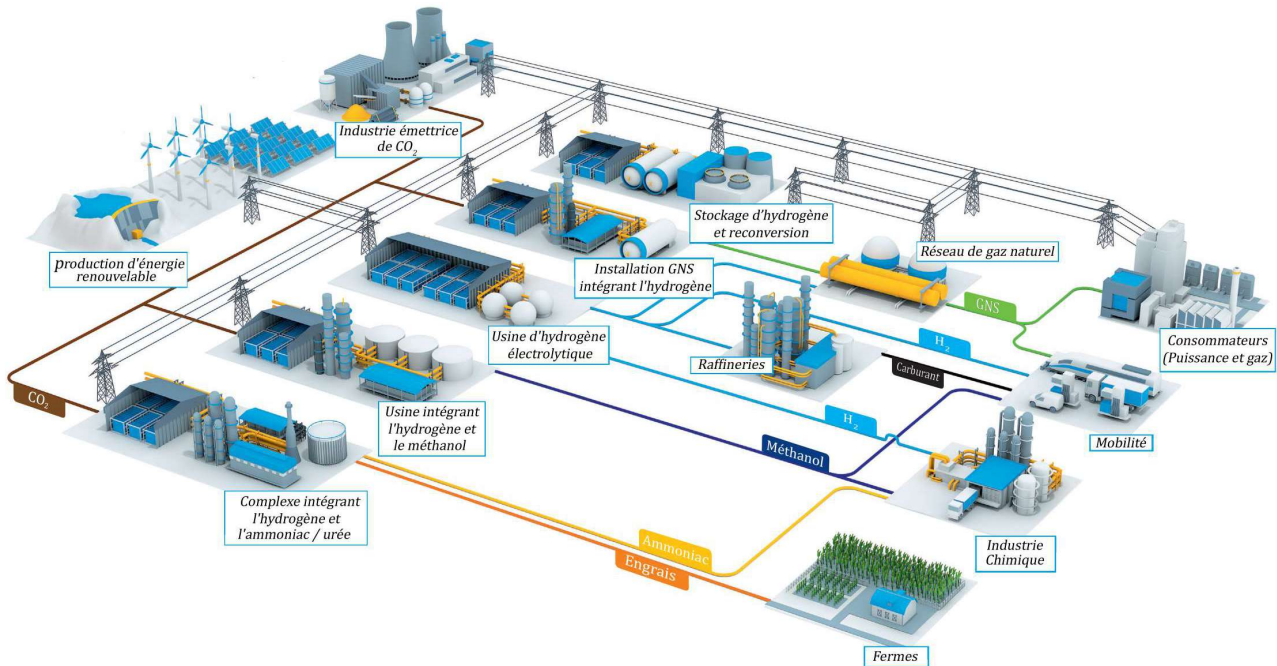 Industrie émettrice
de CO₂
production d'énergie
renouvelable
Stockage d'hydrogène
et reconversion
Réseau de gaz naturel
Installation GNS
intégrant l'hydrogène
GNS
Usine d'hydrogène
électrolytique
H₂
Consommateurs
(Puissance et gaz)
Raffineries
Carburant
CO₂
Usine intégrant
l'hydrogène et
le méthanol
H₂
Mobilité
Méthanol
Complexe intégrant
l'hydrogène et
l'ammoniac / urée
Ammoniac
Engrais
Industrie
Chimique
Fermes